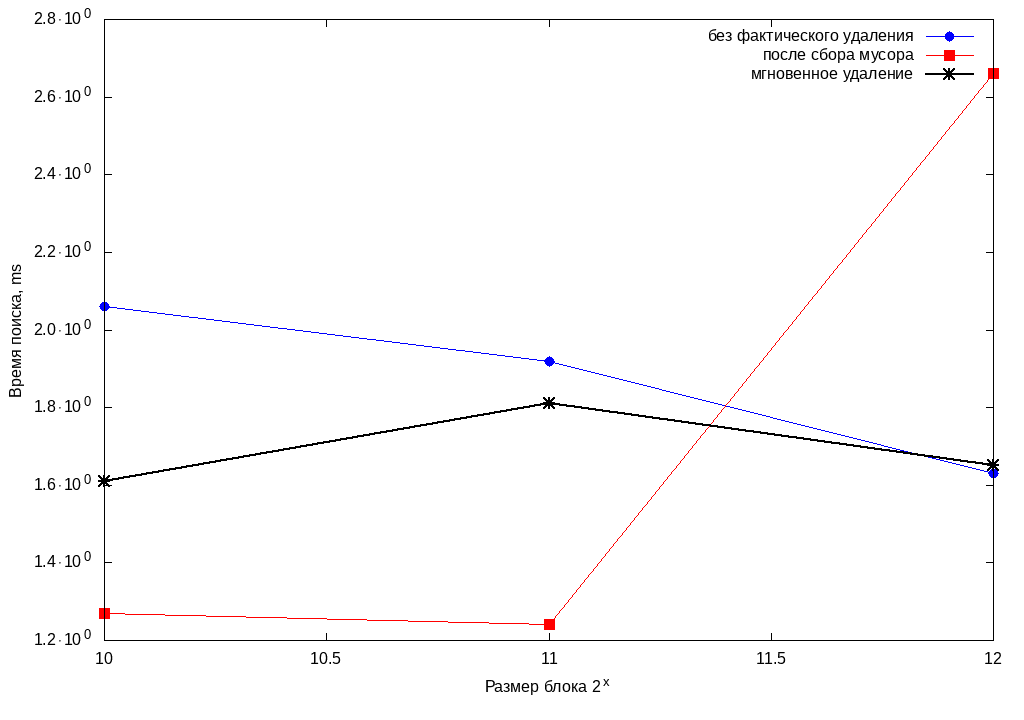 2.8·10^0
2.6·10^0
2.4·10^0
2.2·10^0
2.0·10^0
1.8·10^0
1.6·10^0
1.4·10^0
1.2·10^0
Время поиска, ms
без фактического удаления
после сбора мусора
мгновенное удаление
10 10.5 11 11.5 12
Размер блока 2^x